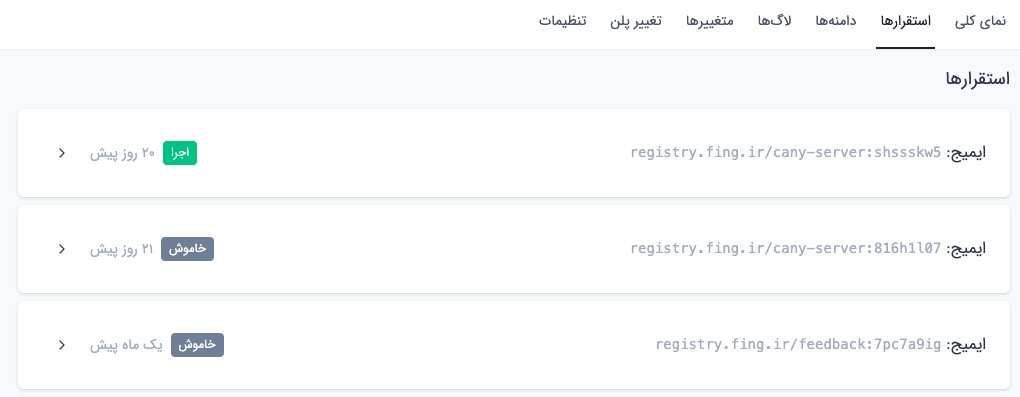 نمای کلی استقرارها دامنه‌ها لاگ‌ها متغییرها تغییر پلن تنظیمات
استقرارها
ایمیج: registry.fing.ir/cany-server:shssskw5 اجرا ۲۰ روز پیش
ایمیج: registry.fing.ir/cany-server:816h1l07 خاموش ۲۱ روز پیش
ایمیج: registry.fing.ir/feedback:7pc7a9ig خاموش یک ماه پیش